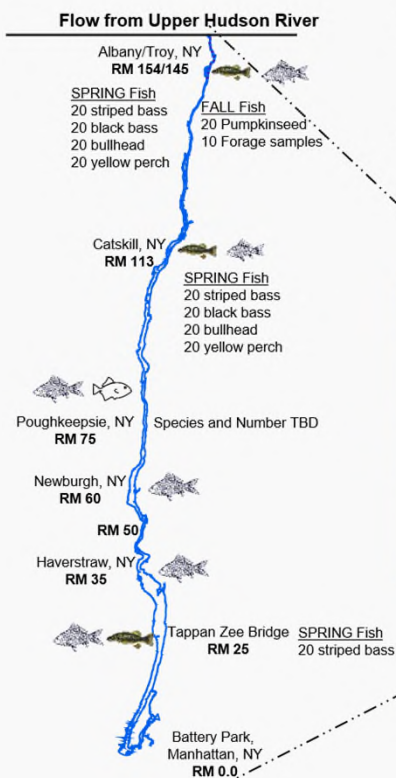 Flow from Upper Hudson River
Albany/Troy, NY
RM 154/145
SPRING Fish
20 striped bass
20 black bass
20 bullhead
20 yellow perch
FALL Fish
20 Pumpkinseed
10 Forage samples
Catskill, NY
RM 113
SPRING Fish
20 striped bass
20 black bass
20 bullhead
20 yellow perch
Poughkeepsie, NY
RM 75
Species and Number TBD
Newburgh, NY
RM 60
RM 50
Haverstraw, NY
RM 35
Tappan Zee Bridge
RM 25
SPRING Fish
20 striped bass
Battery Park,
Manhattan, NY
RM 0.0